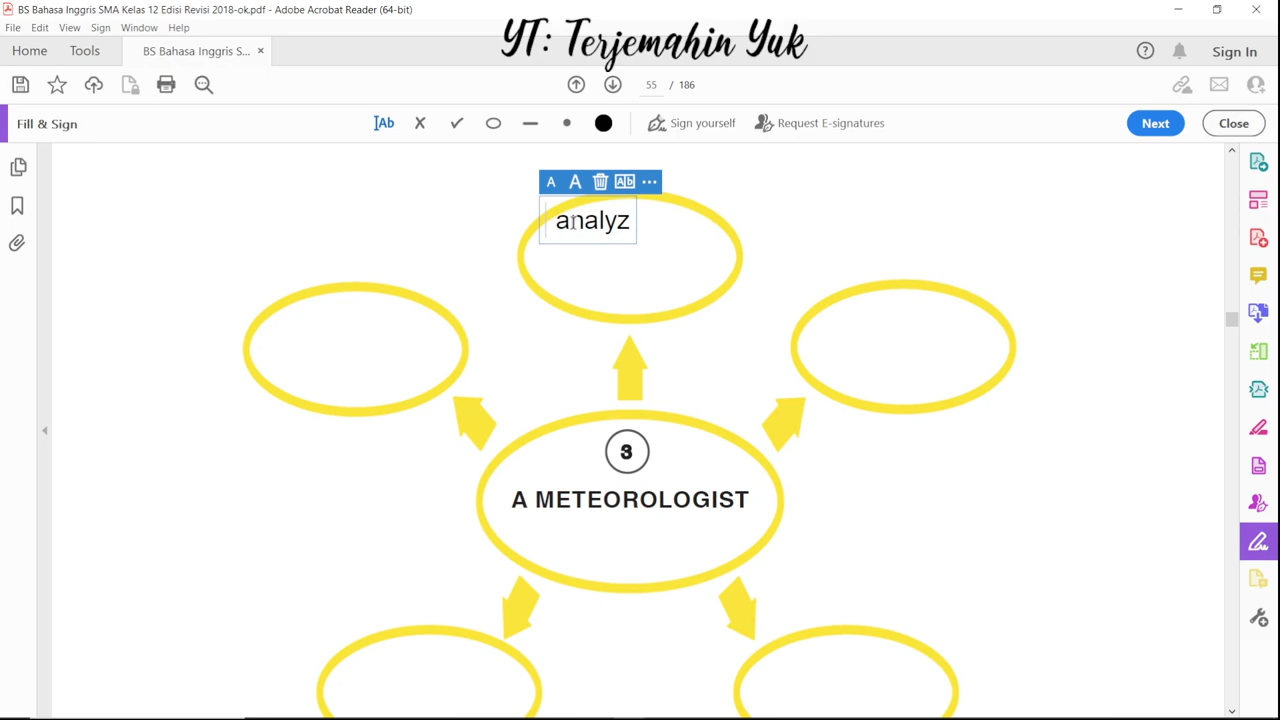 BS Bahasa Inggris SMA Kelas 12 Edisi Revisi 2018-ok.pdf - Adobe Acrobat Reader (64-bit)
File Edit View Sign Window Help
YT: Terjemahin Yuk
Home Tools BS Bahasa Inggris S... × Sign In
55 / 186
Fill & Sign Sign yourself Request E-signatures Next Close
analyz
3
A METEOROLOGIST